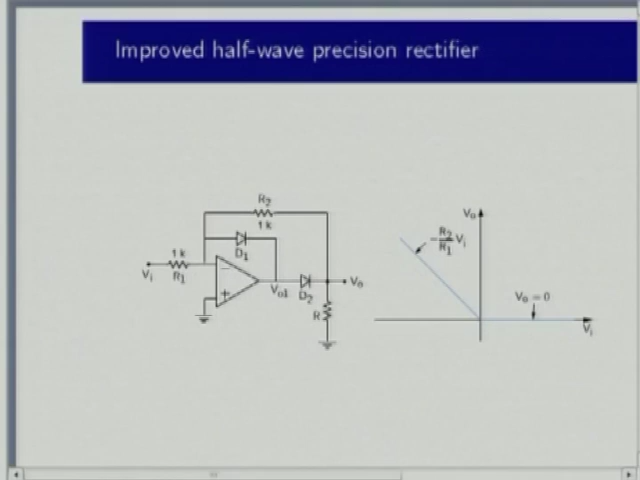 Improved half-wave precision rectifier
R2
1 k
D1
1 k
Vi
R1
−
+
Vo1
D2
Vo
R
Vo
−R2/R1 Vi
Vo = 0
Vi